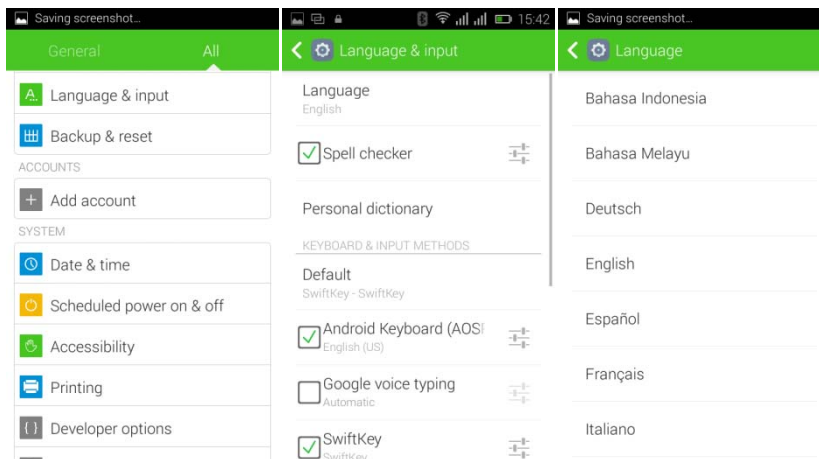 Saving screenshot...
General
All
Language & input
Backup & reset
ACCOUNTS
Add account
SYSTEM
Date & time
Scheduled power on & off
Accessibility
Printing
Developer options
15:42
Language & input
Language
English
Spell checker
Personal dictionary
KEYBOARD & INPUT METHODS
Default
SwiftKey - SwiftKey
Android Keyboard (AOS
English (US)
Google voice typing
Automatic
SwiftKey
SwiftKey
Saving screenshot...
Language
Bahasa Indonesia
Bahasa Melayu
Deutsch
English
Español
Français
Italiano